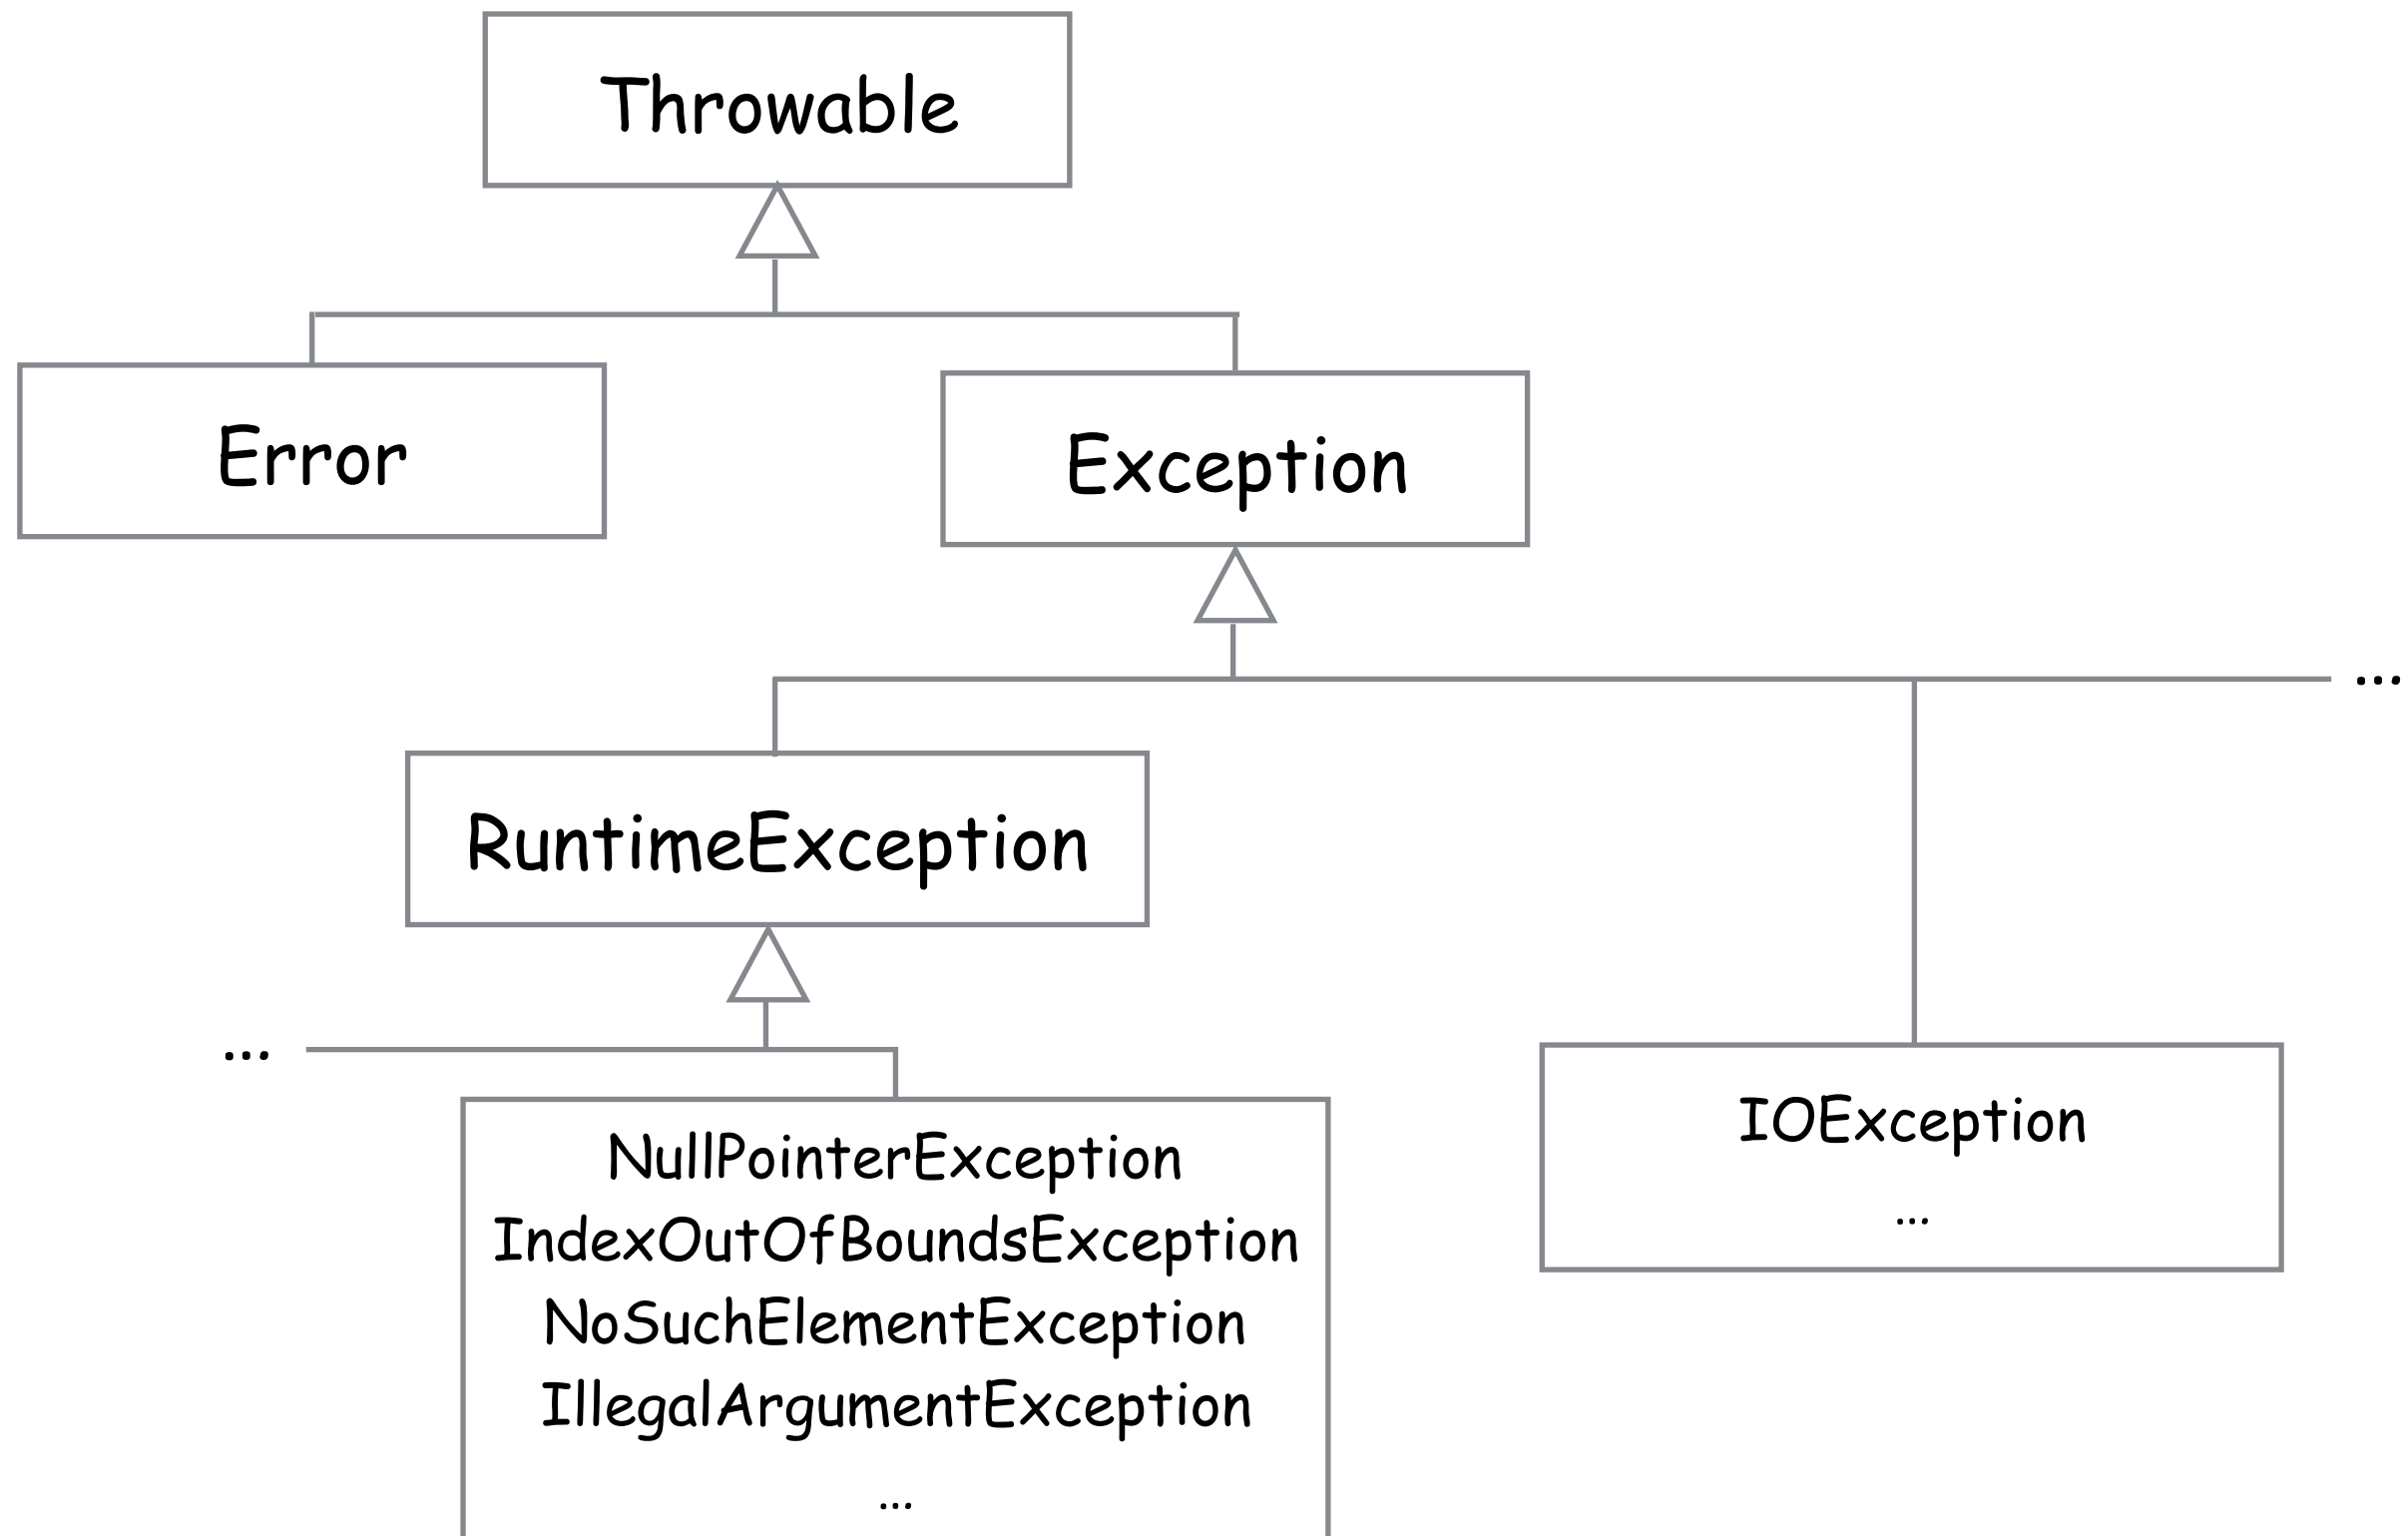 Throwable
Error
Exception
...
RuntimeException
...
NullPointerException
IndexOutOfBoundsException
NoSuchElementException
IllegalArgumentException
...
IOException
...